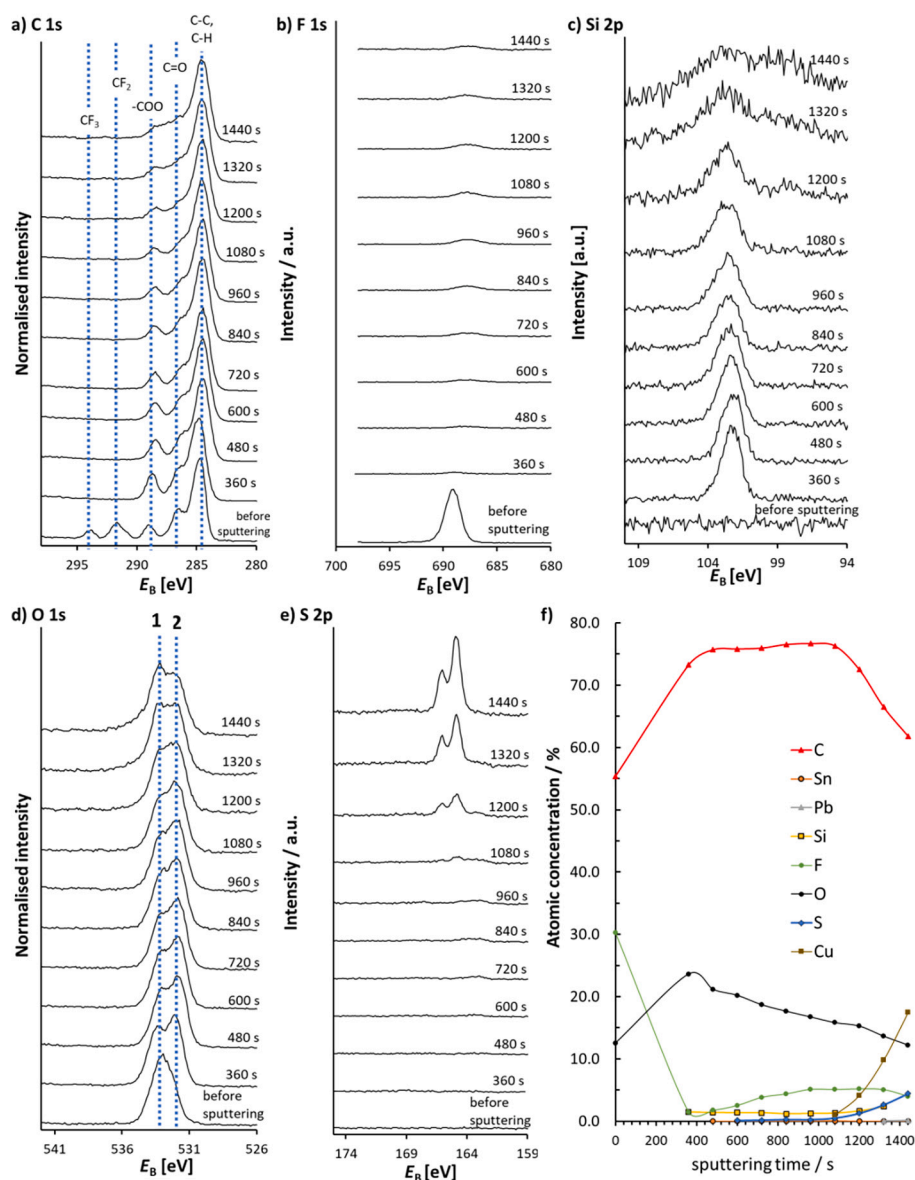 a) C 1s
C-C,
C-H
C=O
CF2
-COO
CF3
1440 s
1320 s
1200 s
1080 s
960 s
840 s
720 s
600 s
480 s
360 s
before
sputtering
Normalised intensity
295 290 285 280
EB [eV]
b) F 1s
1440 s
1320 s
1200 s
1080 s
960 s
840 s
720 s
600 s
480 s
360 s
before
sputtering
Intensity / a.u.
700 695 690 685 680
EB [eV]
c) Si 2p
1440 s
1320 s
1200 s
1080 s
960 s
840 s
720 s
600 s
480 s
360 s
before sputtering
Intensity [a.u.]
109 104 99 94
EB [eV]
d) O 1s
1 2
1440 s
1320 s
1200 s
1080 s
960 s
840 s
720 s
600 s
480 s
360 s
before
sputtering
Normalised intensity
541 536 531 526
EB [eV]
e) S 2p
1440 s
1320 s
1200 s
1080 s
960 s
840 s
720 s
600 s
480 s
360 s
before
sputtering
Intensity / a.u.
174 169 164 159
EB [eV]
f)
80.0
70.0
60.0
50.0
40.0
30.0
20.0
10.0
0.0
Atomic concentration / %
C
Sn
Pb
Si
F
O
S
Cu
0 200 400 600 800 1000 1200 1400
sputtering time / s